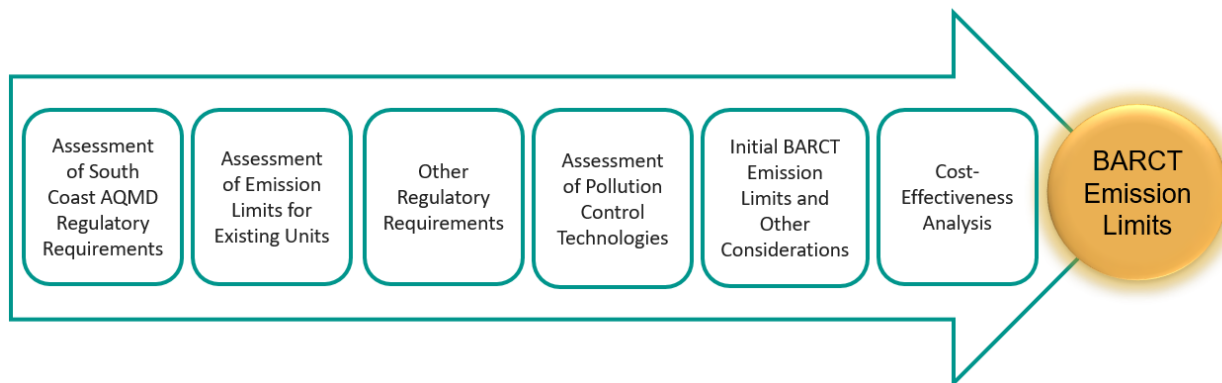 Assessment
of South
Coast AQMD
Regulatory
Requirements
Assessment
of Emission
Limits for
Existing Units
Other
Regulatory
Requirements
Assessment
of Pollution
Control
Technologies
Initial BARCT
Emission
Limits and
Other
Considerations
Cost-
Effectiveness
Analysis
BARCT
Emission
Limits